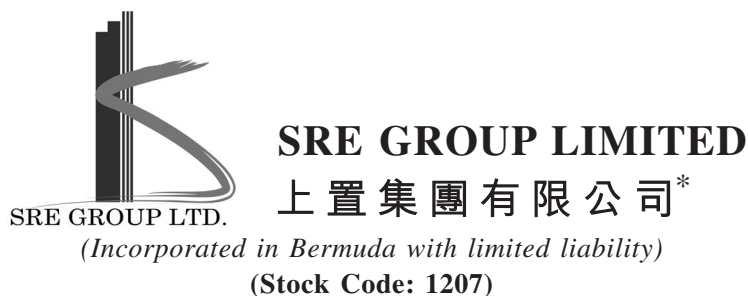 SRE GROUP LTD.
SRE GROUP LIMITED
上置集團有限公司*
(Incorporated in Bermuda with limited liability)
(Stock Code: 1207)